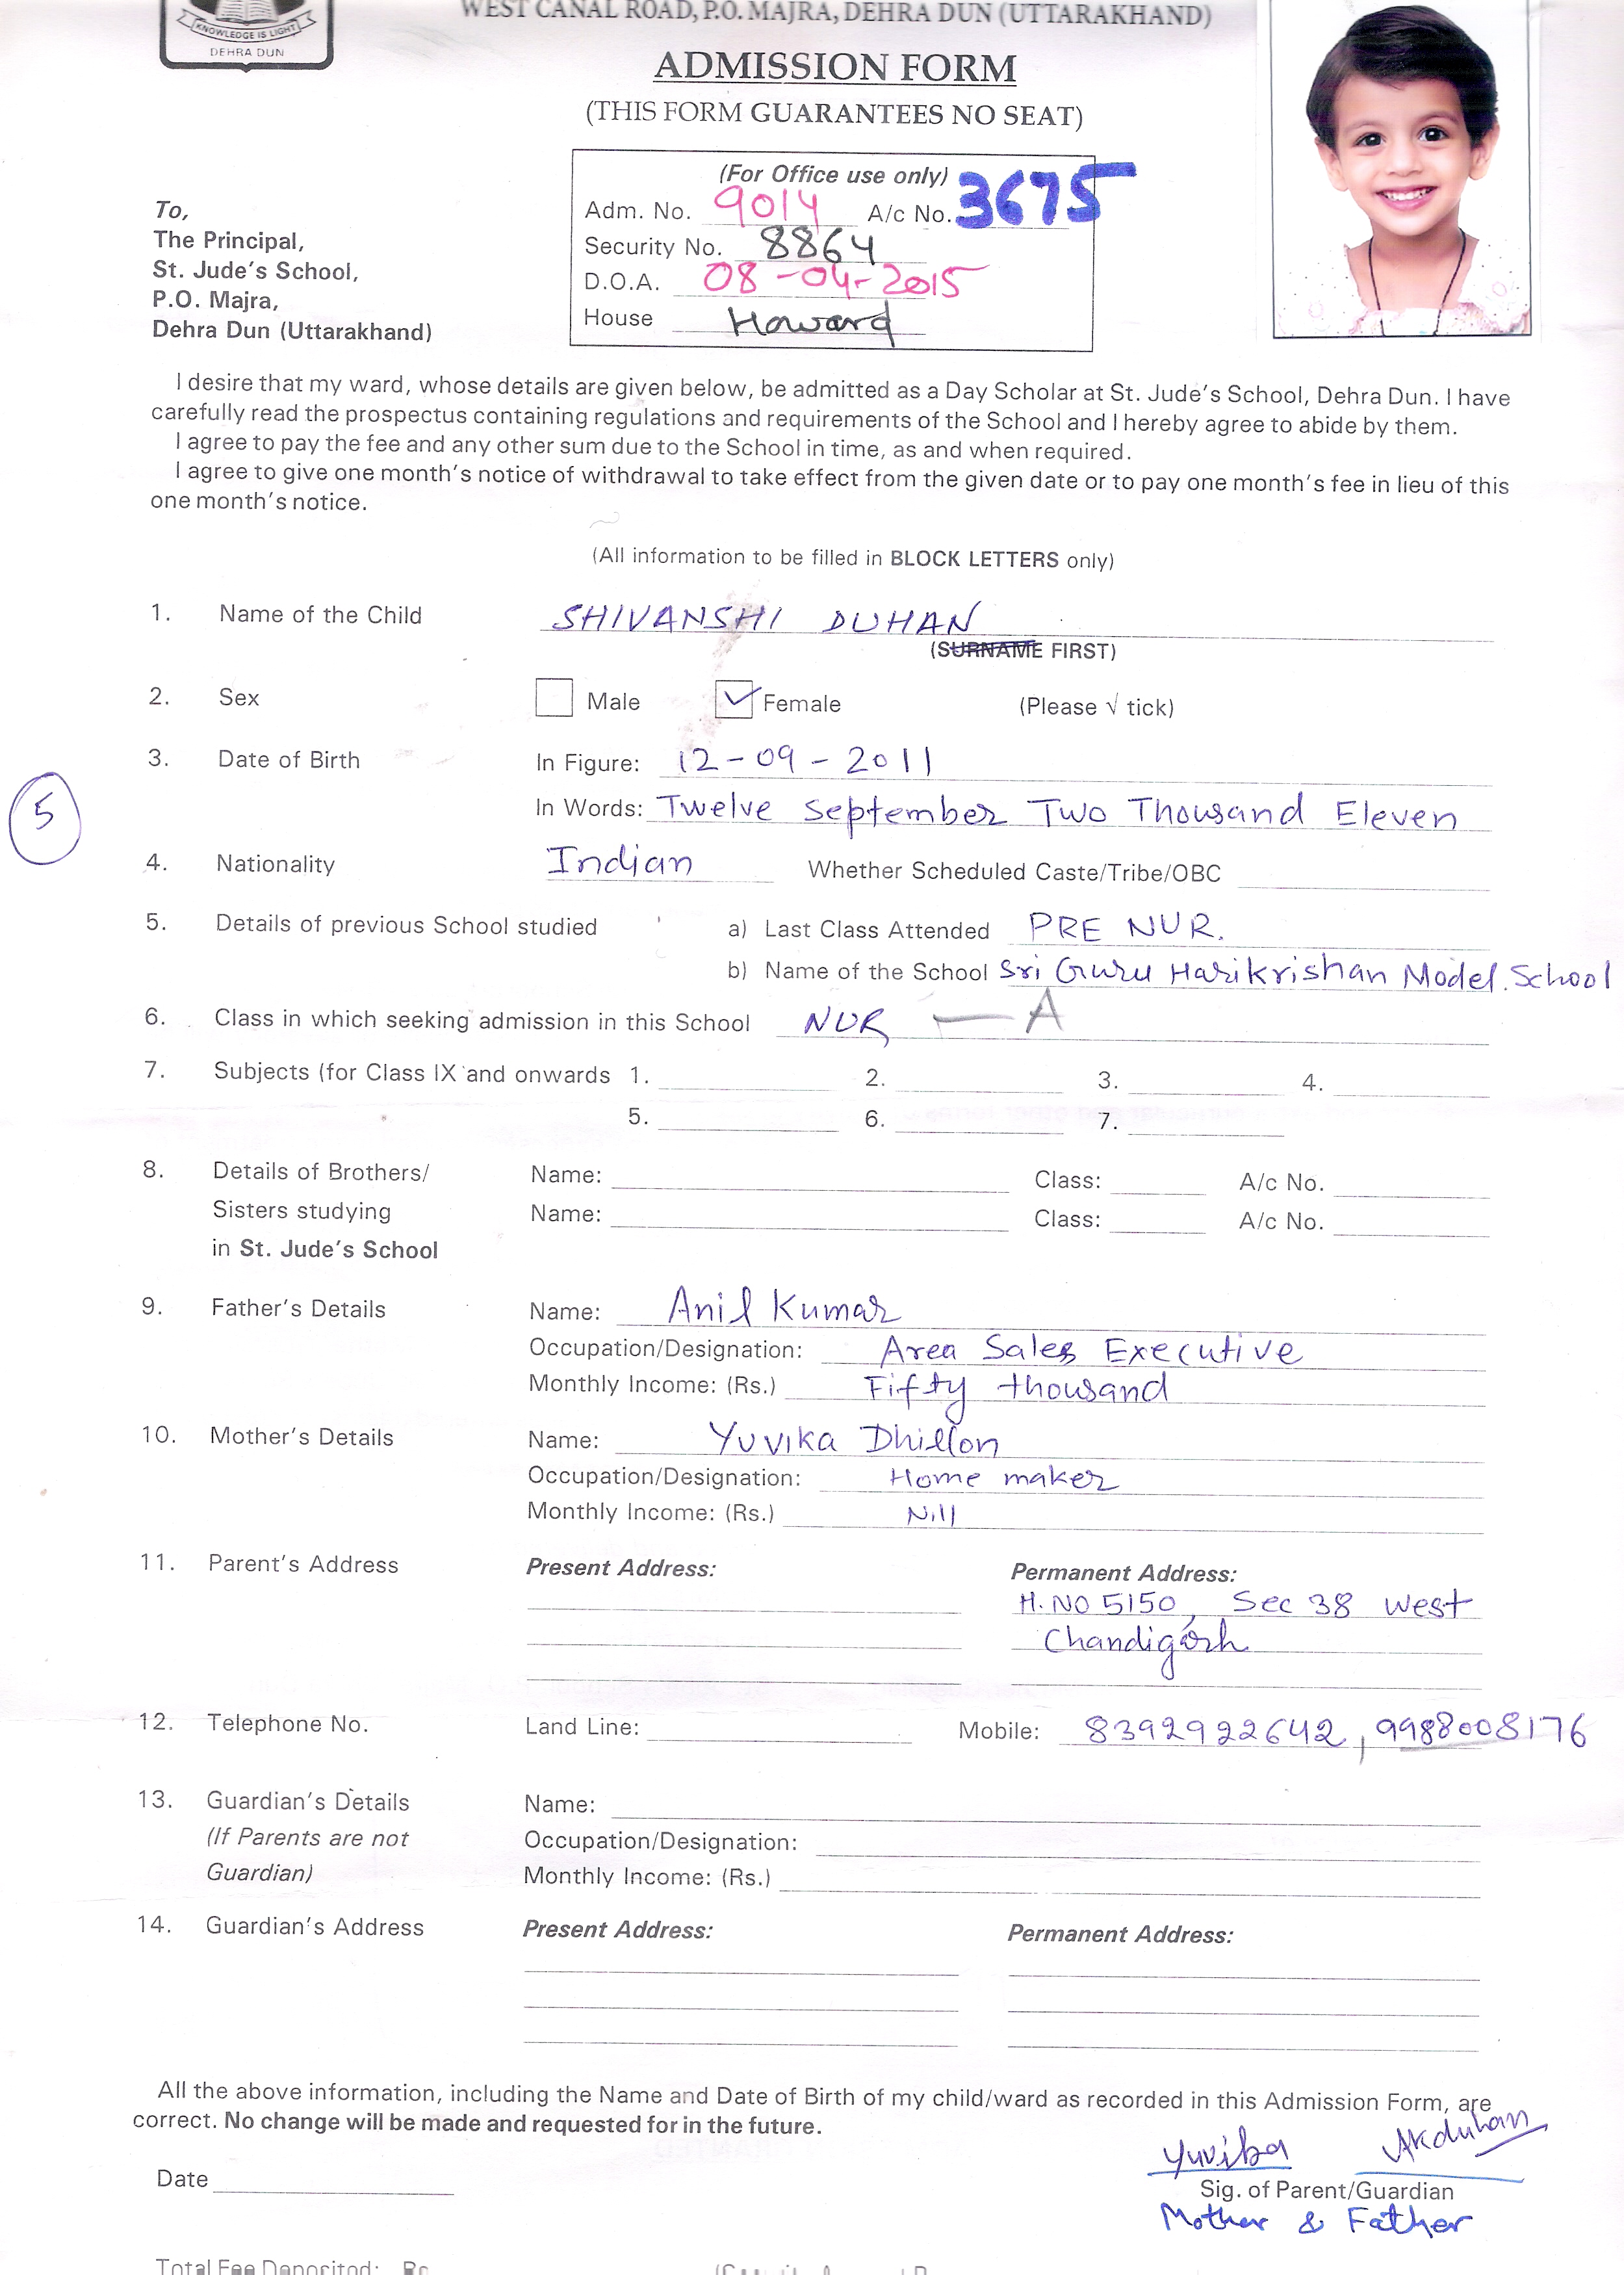 KNOWLEDGE IS LIGHT
DEHRA DUN
WEST CANAL ROAD, P.O. MAJRA, DEHRA DUN (UTTARAKHAND)
ADMISSION FORM
(THIS FORM GUARANTEES NO SEAT)
(For Office use only)
Adm. No. 9014 A/c No. 3675
Security No. 8864
D.O.A. 08-04-2015
House Howard
To,
The Principal,
St. Jude's School,
P.O. Majra,
Dehra Dun (Uttarakhand)
I desire that my ward, whose details are given below, be admitted as a Day Scholar at St. Jude's School, Dehra Dun. I have
carefully read the prospectus containing regulations and requirements of the School and I hereby agree to abide by them.
I agree to pay the fee and any other sum due to the School in time, as and when required.
I agree to give one month's notice of withdrawal to take effect from the given date or to pay one month's fee in lieu of this
one month's notice.
(All information to be filled in BLOCK LETTERS only)
1. Name of the Child SHIVANSHI DUHAN
(SURNAME FIRST)
2. Sex Male Female (Please √ tick)
3. Date of Birth In Figure: 12-09-2011
5 In Words: Twelve September Two Thousand Eleven
4. Nationality Indian Whether Scheduled Caste/Tribe/OBC
5. Details of previous School studied a) Last Class Attended PRE NUR.
b) Name of the School Sri Guru Harikrishan Model. School
6. Class in which seeking admission in this School NUR — A
7. Subjects (for Class IX and onwards 1. 2. 3. 4.
5. 6. 7.
8. Details of Brothers/ Name: Class: A/c No.
Sisters studying Name: Class: A/c No.
in St. Jude's School
9. Father's Details Name: Anil Kumar
Occupation/Designation: Area Sales Executive
Monthly Income: (Rs.) Fifty thousand
10. Mother's Details Name: Yuvika Dhillon
Occupation/Designation: Home maker
Monthly Income: (Rs.) Nill
11. Parent's Address Present Address: Permanent Address:
H. NO 5150, Sec 38 West
Chandigarh
12. Telephone No. Land Line: Mobile: 8392922642, 9988008176
13. Guardian's Details Name:
(If Parents are not Occupation/Designation:
Guardian) Monthly Income: (Rs.)
14. Guardian's Address Present Address: Permanent Address:
All the above information, including the Name and Date of Birth of my child/ward as recorded in this Admission Form, are
correct. No change will be made and requested for in the future.
Yuvika Akduhan
Date Sig. of Parent/Guardian
Mother & Father
Total Fee Deposited: Rs